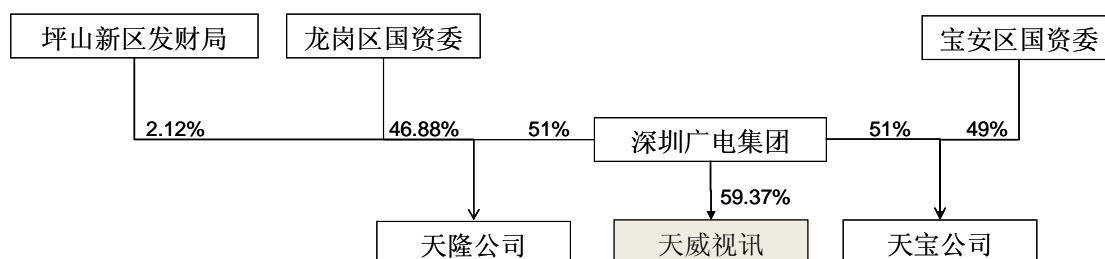 坪山新区发财局
龙岗区国资委
宝安区国资委
2.12%
46.88%
51%
深圳广电集团
51%
49%
59.37%
天隆公司
天威视讯
天宝公司